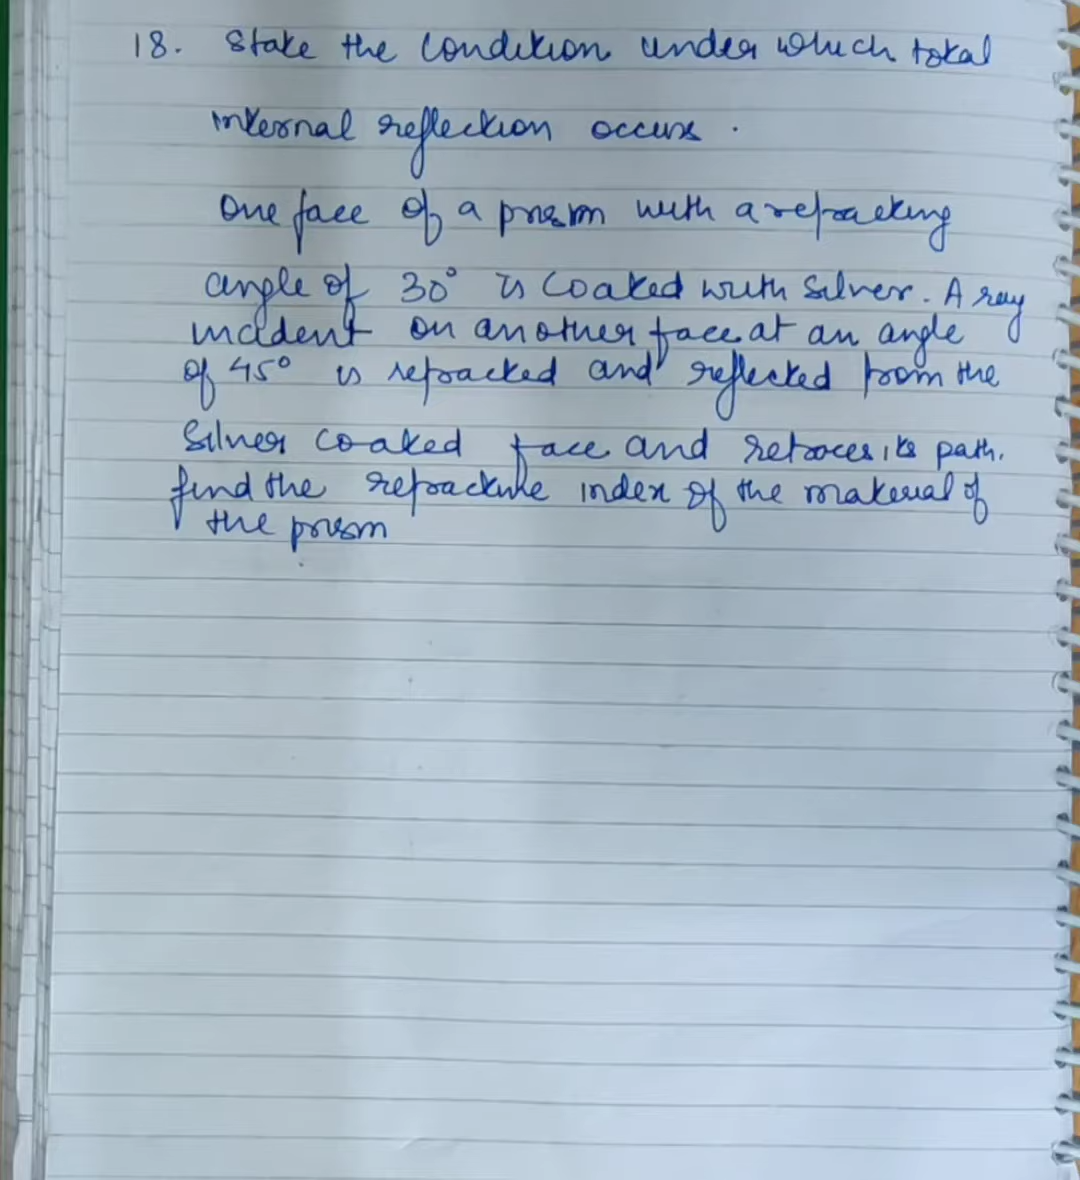 18. State the condition under which total
internal reflection occurs.
One face of a prism with a refracting
angle of 30° is coated with silver. A ray
incident on another face at an angle
of 45° is refracted and reflected from the
silver coated face and retraces its path.
find the refractive index of the material of
the prism